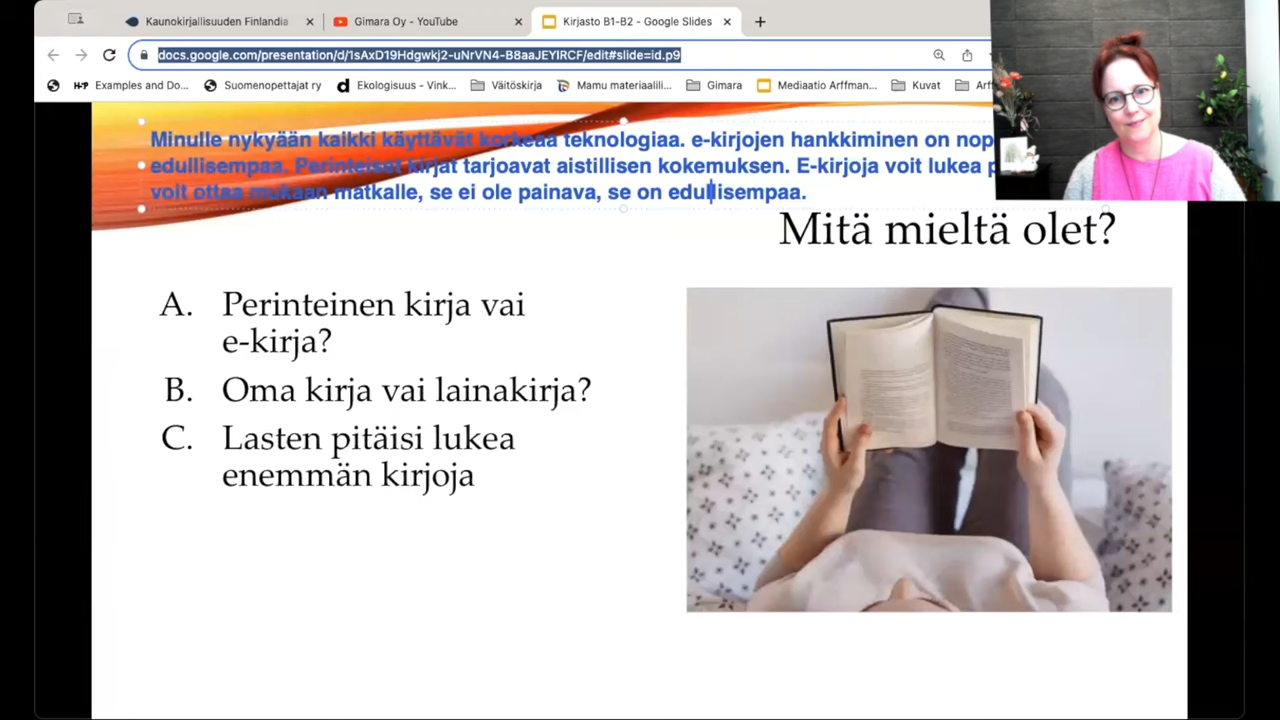 Kaunokirjallisuuden Finlandia
Gimara Oy - YouTube
Kirjasto B1-B2 - Google Slides
docs.google.com/presentation/d/1sAxD19Hdgwkj2-uNrVN4-B8aaJEYIRCF/edit#slide=id.p9
Examples and Do...
Suomenopettajat ry
Ekologisuus - Vink...
Väitöskirja
Mamu materiaalili...
Gimara
Mediaatio Arffman...
Kuvat
Minulle nykyään kaikki käyttävät korkeaa teknologiaa. e-kirjojen hankkiminen on nop
edullisempaa. Perinteiset kirjat tarjoavat aistillisen kokemuksen. E-kirjoja voit lukea p
voit ottaa mukaan matkalle, se ei ole painava, se on edullisempaa.
Mitä mieltä olet?
A. Perinteinen kirja vai
e-kirja?
B. Oma kirja vai lainakirja?
C. Lasten pitäisi lukea
enemmän kirjoja